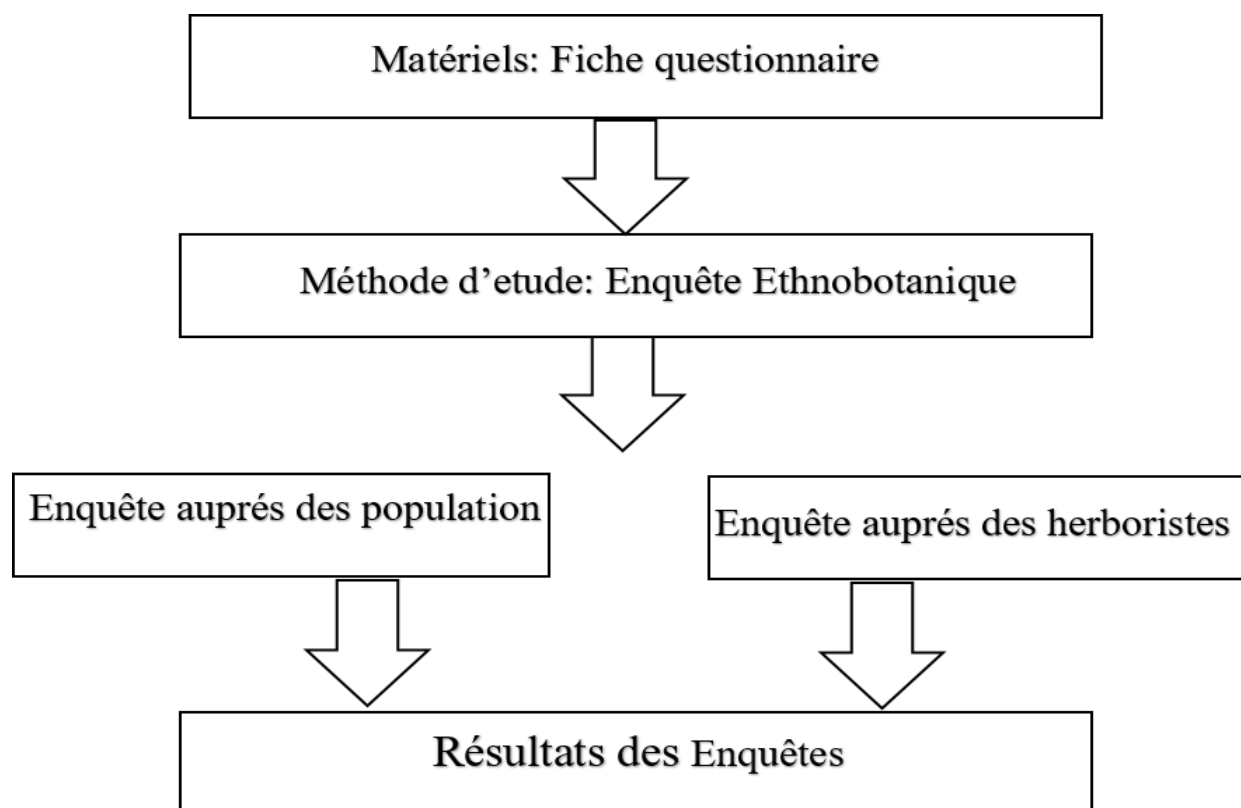 Matériels: Fiche questionnaire
Méthode d’etude: Enquête Ethnobotanique
Enquête auprés des population
Enquête auprés des herboristes
Résultats des Enquêtes